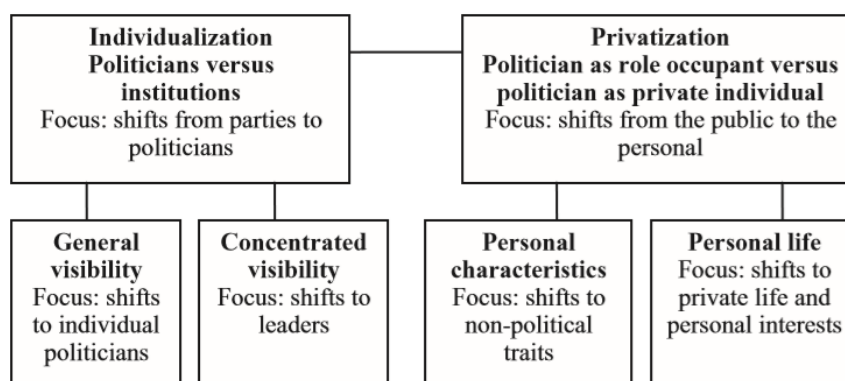 Individualization
Politicians versus
institutions
Focus: shifts from parties to
politicians
Privatization
Politician as role occupant versus
politician as private individual
Focus: shifts from the public to the
personal
General
visibility
Focus: shifts
to individual
politicians
Concentrated
visibility
Focus: shifts to
leaders
Personal
characteristics
Focus: shifts to
non-political
traits
Personal life
Focus: shifts to
private life and
personal interests